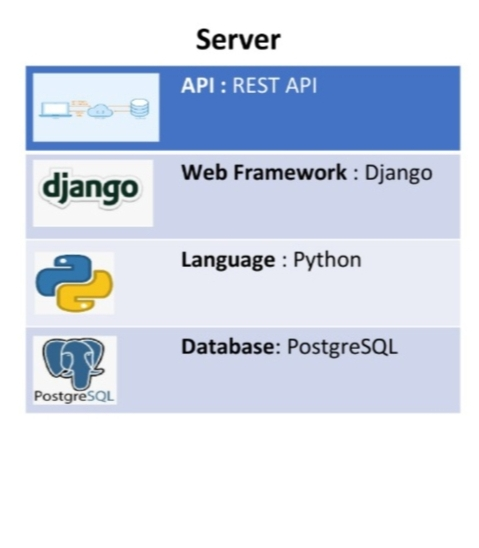 Server
API : REST API
django
Web Framework : Django
Language : Python
PostgreSQL
Database: PostgreSQL